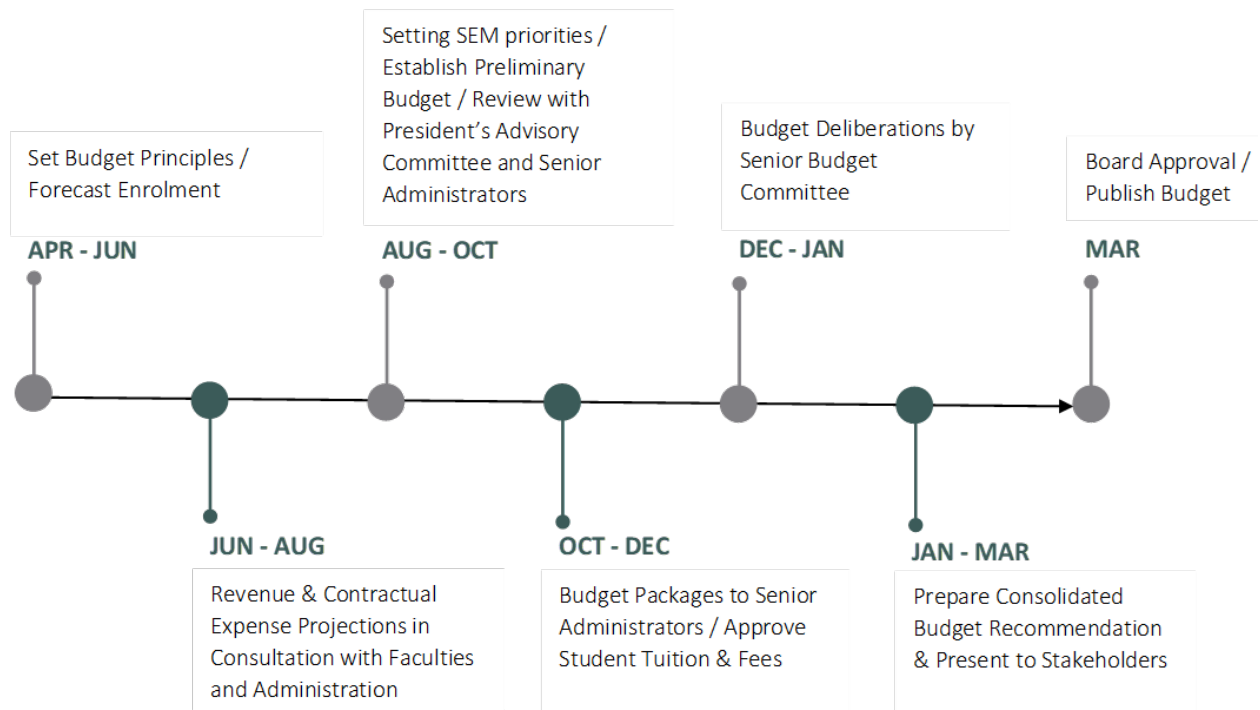 Set Budget Principles /
Forecast Enrolment
APR - JUN
Revenue & Contractual
Expense Projections in
Consultation with Faculties
and Administration
JUN - AUG
Setting SEM priorities /
Establish Preliminary
Budget / Review with
President’s Advisory
Committee and Senior
Administrators
AUG - OCT
OCT - DEC
Budget Packages to Senior
Administrators / Approve
Student Tuition & Fees
Budget Deliberations by
Senior Budget
Committee
DEC - JAN
JAN - MAR
Prepare Consolidated
Budget Recommendation
& Present to Stakeholders
Board Approval /
Publish Budget
MAR